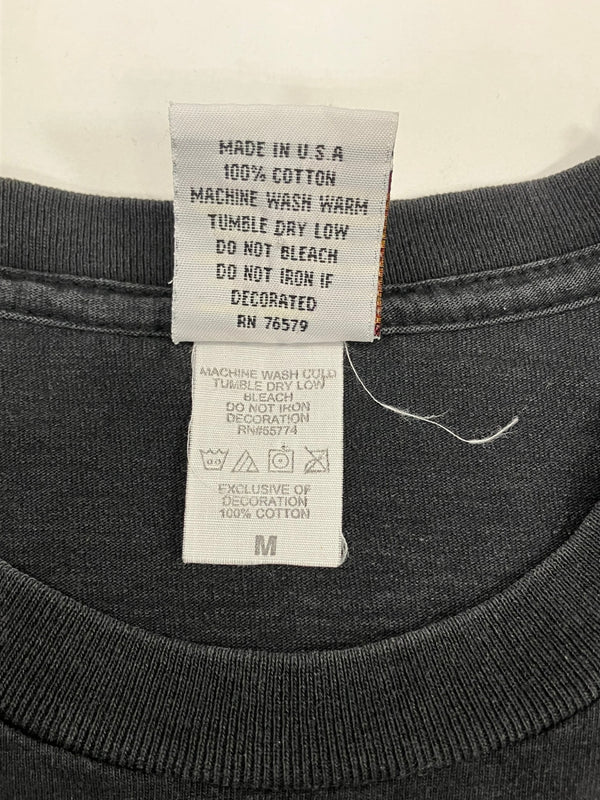 MADE IN U.S.A
100% COTTON
MACHINE WASH WARM
TUMBLE DRY LOW
DO NOT BLEACH
DO NOT IRON IF
DECORATED
RN 76579
MACHINE WASH COLD
TUMBLE DRY LOW
BLEACH
DO NOT IRON
DECORATION
RN#55774
EXCLUSIVE OF
DECORATION
100% COTTON
M